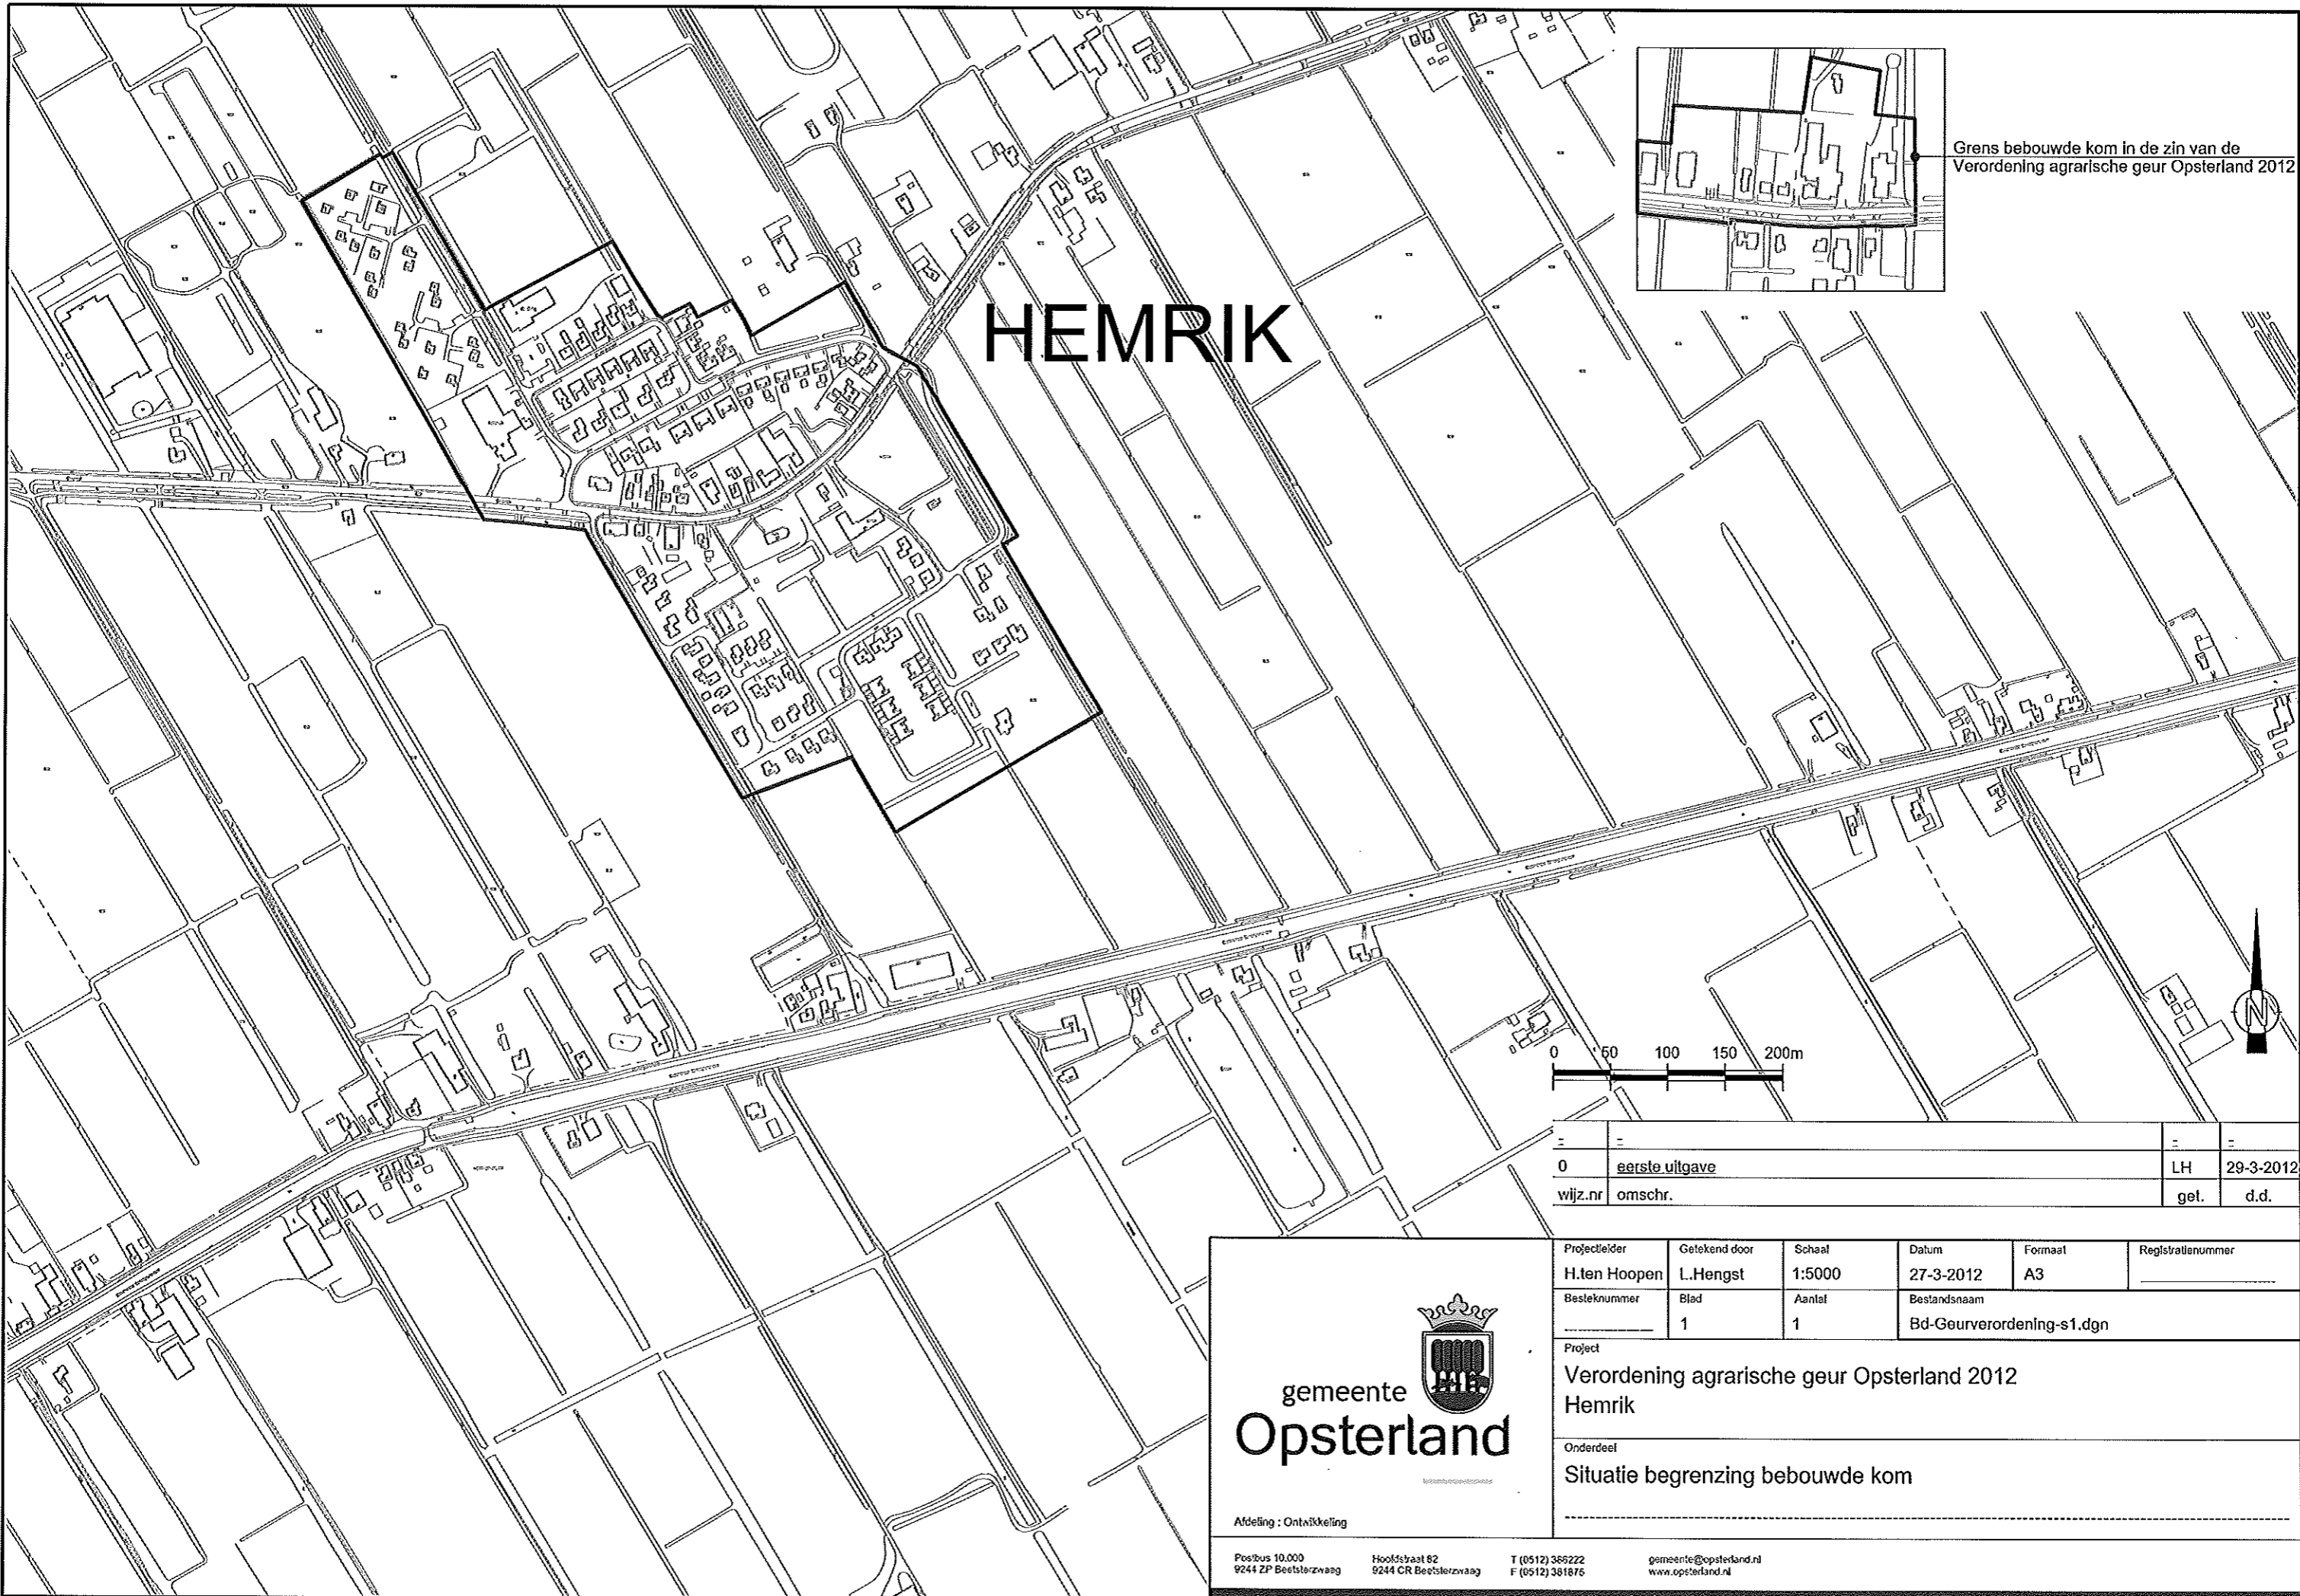 Grens bebouwde kom in de zin van de
Verordening agrarische geur Opsterland 2012
HEMRIK
N
0 50 100 150 200m
- - - -
0 eerste uitgave LH 29-3-2012
wijz.nr omschr. get. d.d.
Projectleider Getekend door Schaal Datum Formaat Registratienummer
H.ten Hoopen L.Hengst 1:5000 27-3-2012 A3
Besteknummer Blad Aantal Bestandsnaam
1 1 Bd-Geurverordening-s1.dgn
Project
Verordening agrarische geur Opsterland 2012
Hemrik
Onderdeel
Situatie begrenzing bebouwde kom
gemeente
Opsterland
Afdeling : Ontwikkeling
Postbus 10.000 Hoofdstraat 82 T (0512) 386222 gemeente@opsterland.nl
9244 ZP Beetsterzwaag 9244 CR Beetsterzwaag F (0512) 381875 www.opsterland.nl